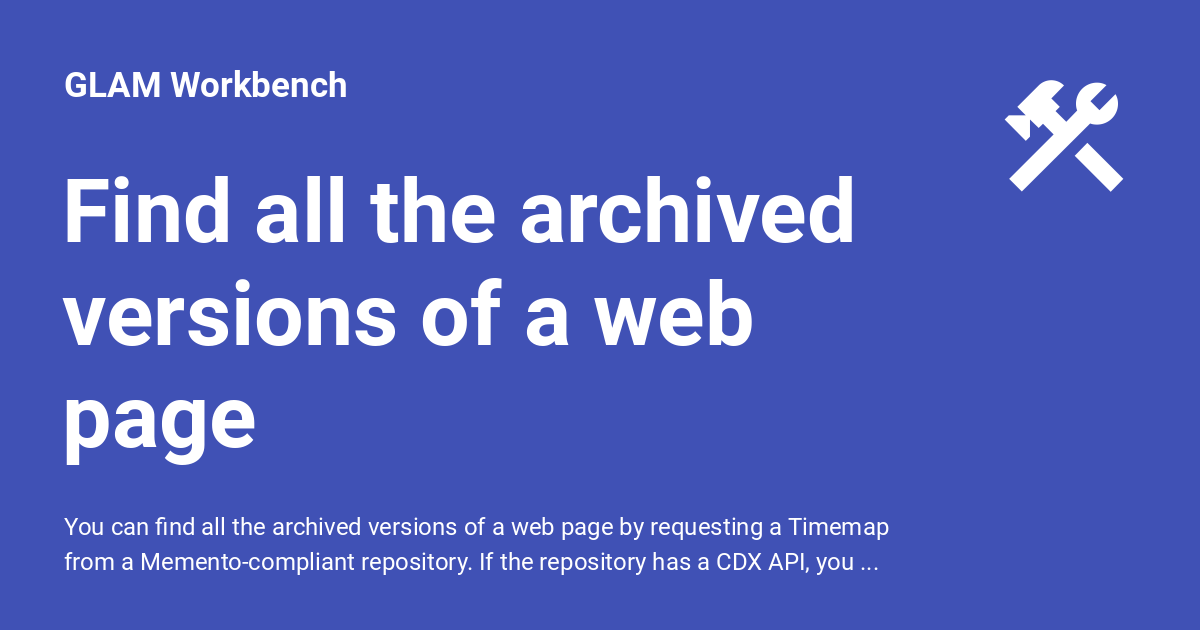 GLAM Workbench
Find all the archived
versions of a web
page
You can find all the archived versions of a web page by requesting a Timemap
from a Memento-compliant repository. If the repository has a CDX API, you ...